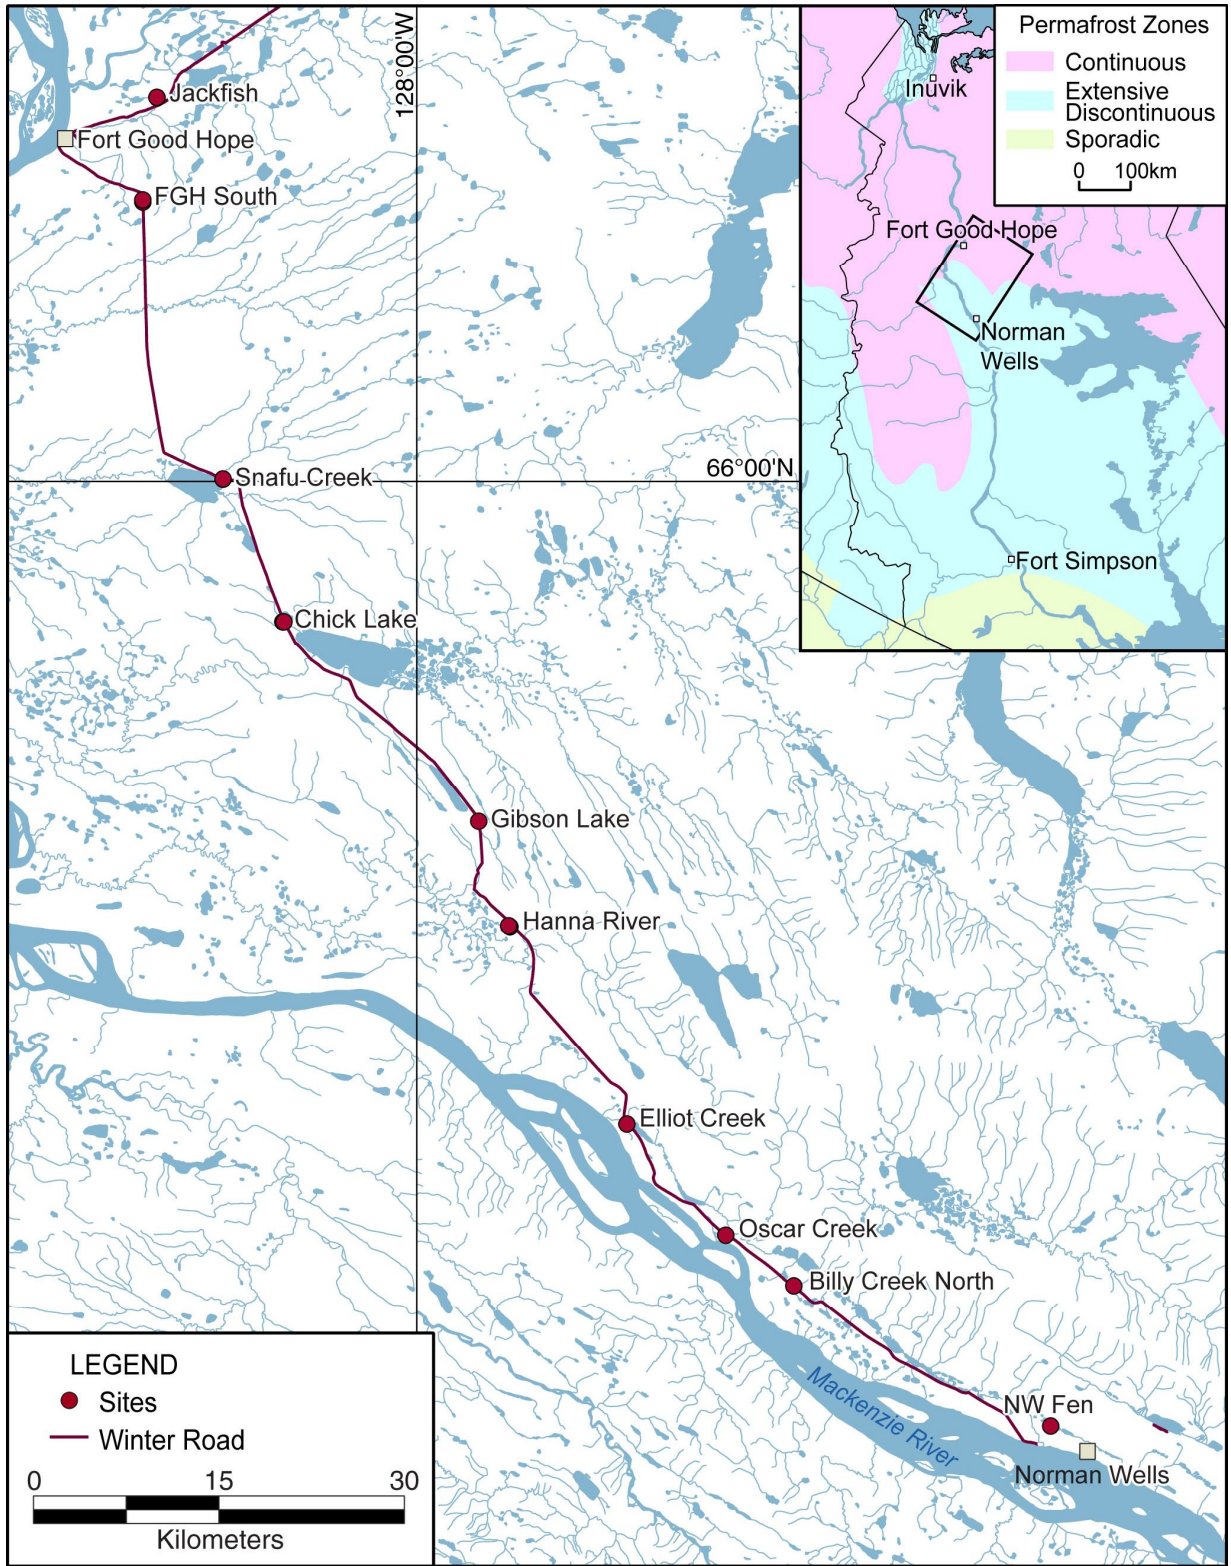 128°00'W
Jackfish
Fort Good Hope
FGH South
66°00'N
Snafu Creek
Chick Lake
Gibson Lake
Hanna River
Elliot Creek
Oscar Creek
Billy Creek North
Mackenzie River
NW Fen
Norman Wells
Permafrost Zones
Continuous
Extensive
Discontinuous
Sporadic
0 100km
Inuvik
Fort Good Hope
Norman
Wells
Fort Simpson
LEGEND
Sites
Winter Road
0 15 30
Kilometers